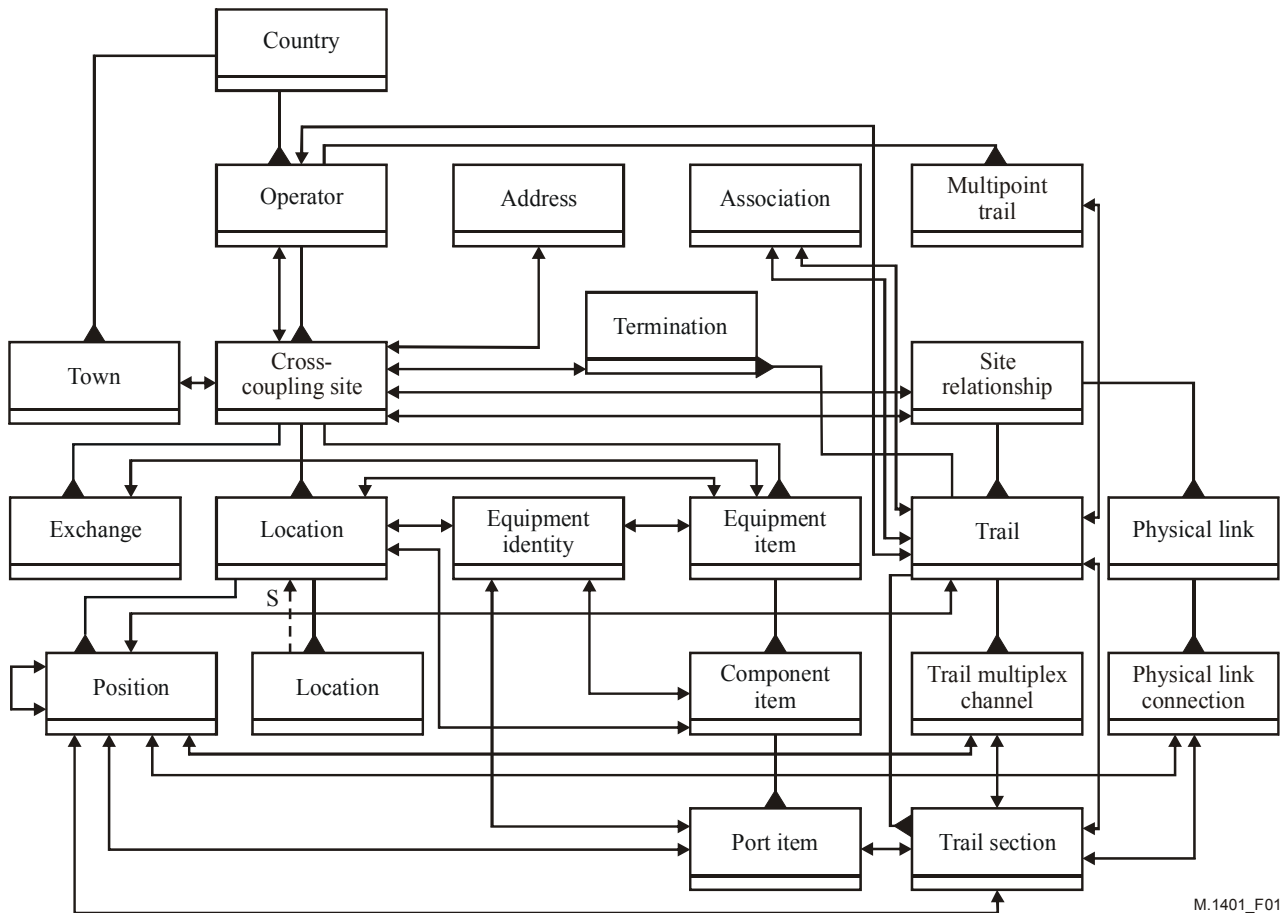 Country
Operator
Address
Association
Multipoint
trail
Termination
Town
Cross-
coupling site
Site
relationship
Exchange
Location
Equipment
identity
Equipment
item
Trail
Physical link
S
Position
Location
Component
item
Trail multiplex
channel
Physical link
connection
Port item
Trail section
M.1401_F01